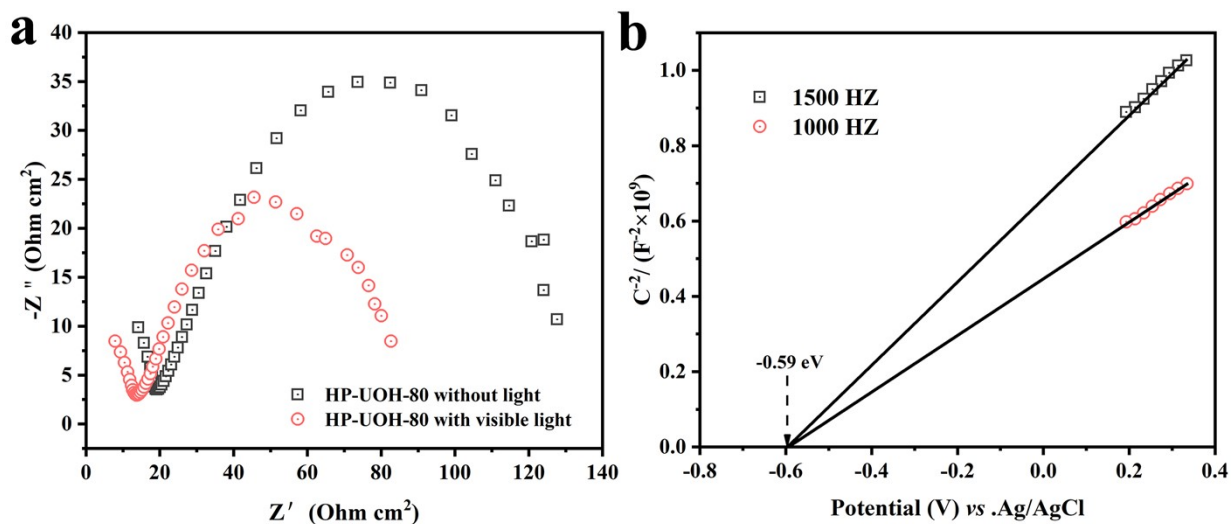 a
40
35
30
25
20
15
10
5
0
-Z " (Ohm cm2)
HP-UOH-80 without light
HP-UOH-80 with visible light
0 20 40 60 80 100 120 140
Z′ (Ohm cm2)
b
1.0
0.8
0.6
0.4
0.2
0.0
C-2/ (F-2×109)
1500 HZ
1000 HZ
-0.59 eV
-0.8 -0.6 -0.4 -0.2 0.0 0.2 0.4
Potential (V) vs .Ag/AgCl